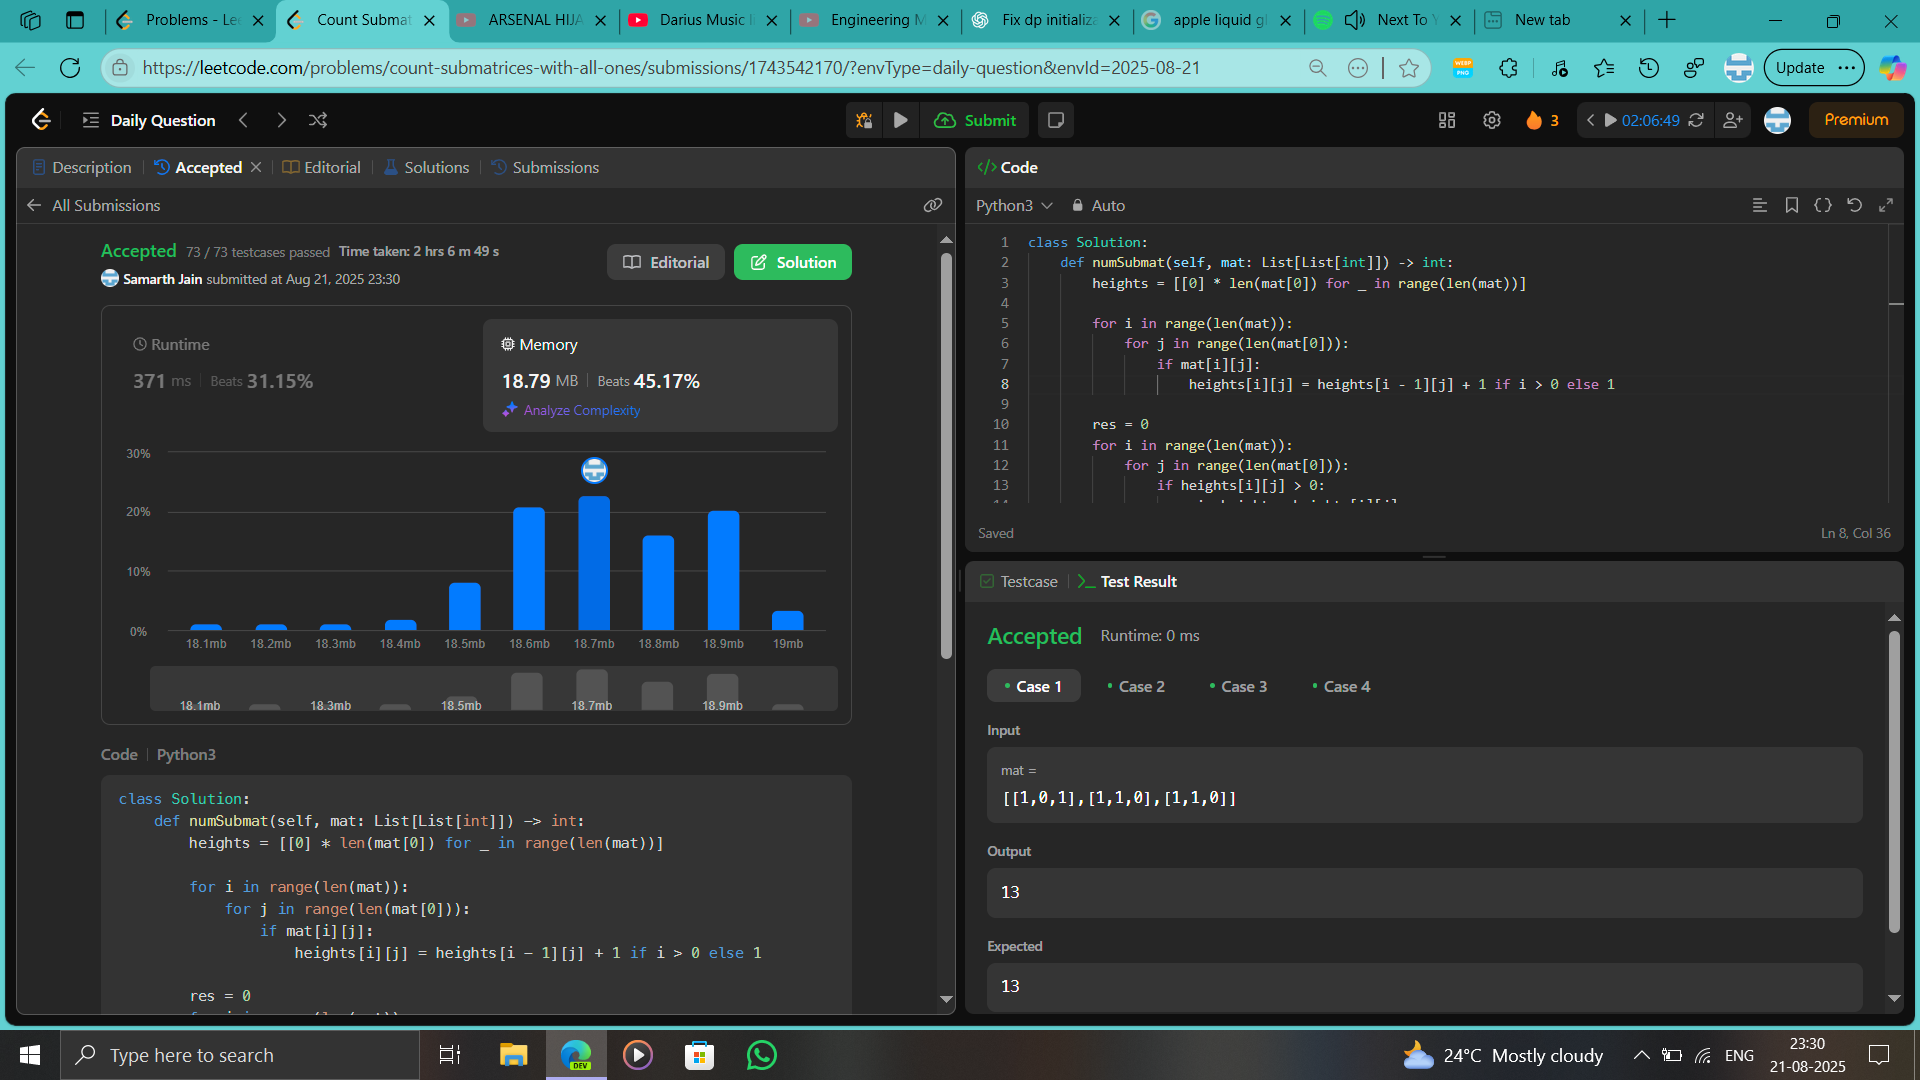 Problems - Le
Count Submat
ARSENAL HIJA
Darius Music I
Engineering M
Fix dp initializa
apple liquid gl
Next To Y
New tab
https://leetcode.com/problems/count-submatrices-with-all-ones/submissions/1743542170/?envType=daily-question&envId=2025-08-21
WEBP
PNG
Update
Daily Question
Submit
3
02:06:49
Premium
Description
Accepted
Editorial
Solutions
Submissions
All Submissions
Accepted 73 / 73 testcases passed Time taken: 2 hrs 6 m 49 s
Samarth Jain submitted at Aug 21, 2025 23:30
Editorial
Solution
Runtime
371 ms | Beats 31.15%
Memory
18.79 MB | Beats 45.17%
Analyze Complexity
30%
20%
10%
0%
18.1mb 18.2mb 18.3mb 18.4mb 18.5mb 18.6mb 18.7mb 18.8mb 18.9mb 19mb
18.1mb 18.3mb 18.5mb 18.7mb 18.9mb
Code | Python3
class Solution:
def numSubmat(self, mat: List[List[int]]) -> int:
heights = [[0] * len(mat[0]) for _ in range(len(mat))]
for i in range(len(mat)):
for j in range(len(mat[0])):
if mat[i][j]:
heights[i][j] = heights[i - 1][j] + 1 if i > 0 else 1
res = 0
</> Code
Python3
Auto
1 class Solution:
2 def numSubmat(self, mat: List[List[int]]) -> int:
3 heights = [[0] * len(mat[0]) for _ in range(len(mat))]
4
5 for i in range(len(mat)):
6 for j in range(len(mat[0])):
7 if mat[i][j]:
8 heights[i][j] = heights[i - 1][j] + 1 if i > 0 else 1
9
10 res = 0
11 for i in range(len(mat)):
12 for j in range(len(mat[0])):
13 if heights[i][j] > 0:
Saved
Ln 8, Col 36
Testcase
Test Result
Accepted Runtime: 0 ms
Case 1
Case 2
Case 3
Case 4
Input
mat =
[[1,0,1],[1,1,0],[1,1,0]]
Output
13
Expected
13
Type here to search
DEV
24°C Mostly cloudy
ENG
23:30
21-08-2025